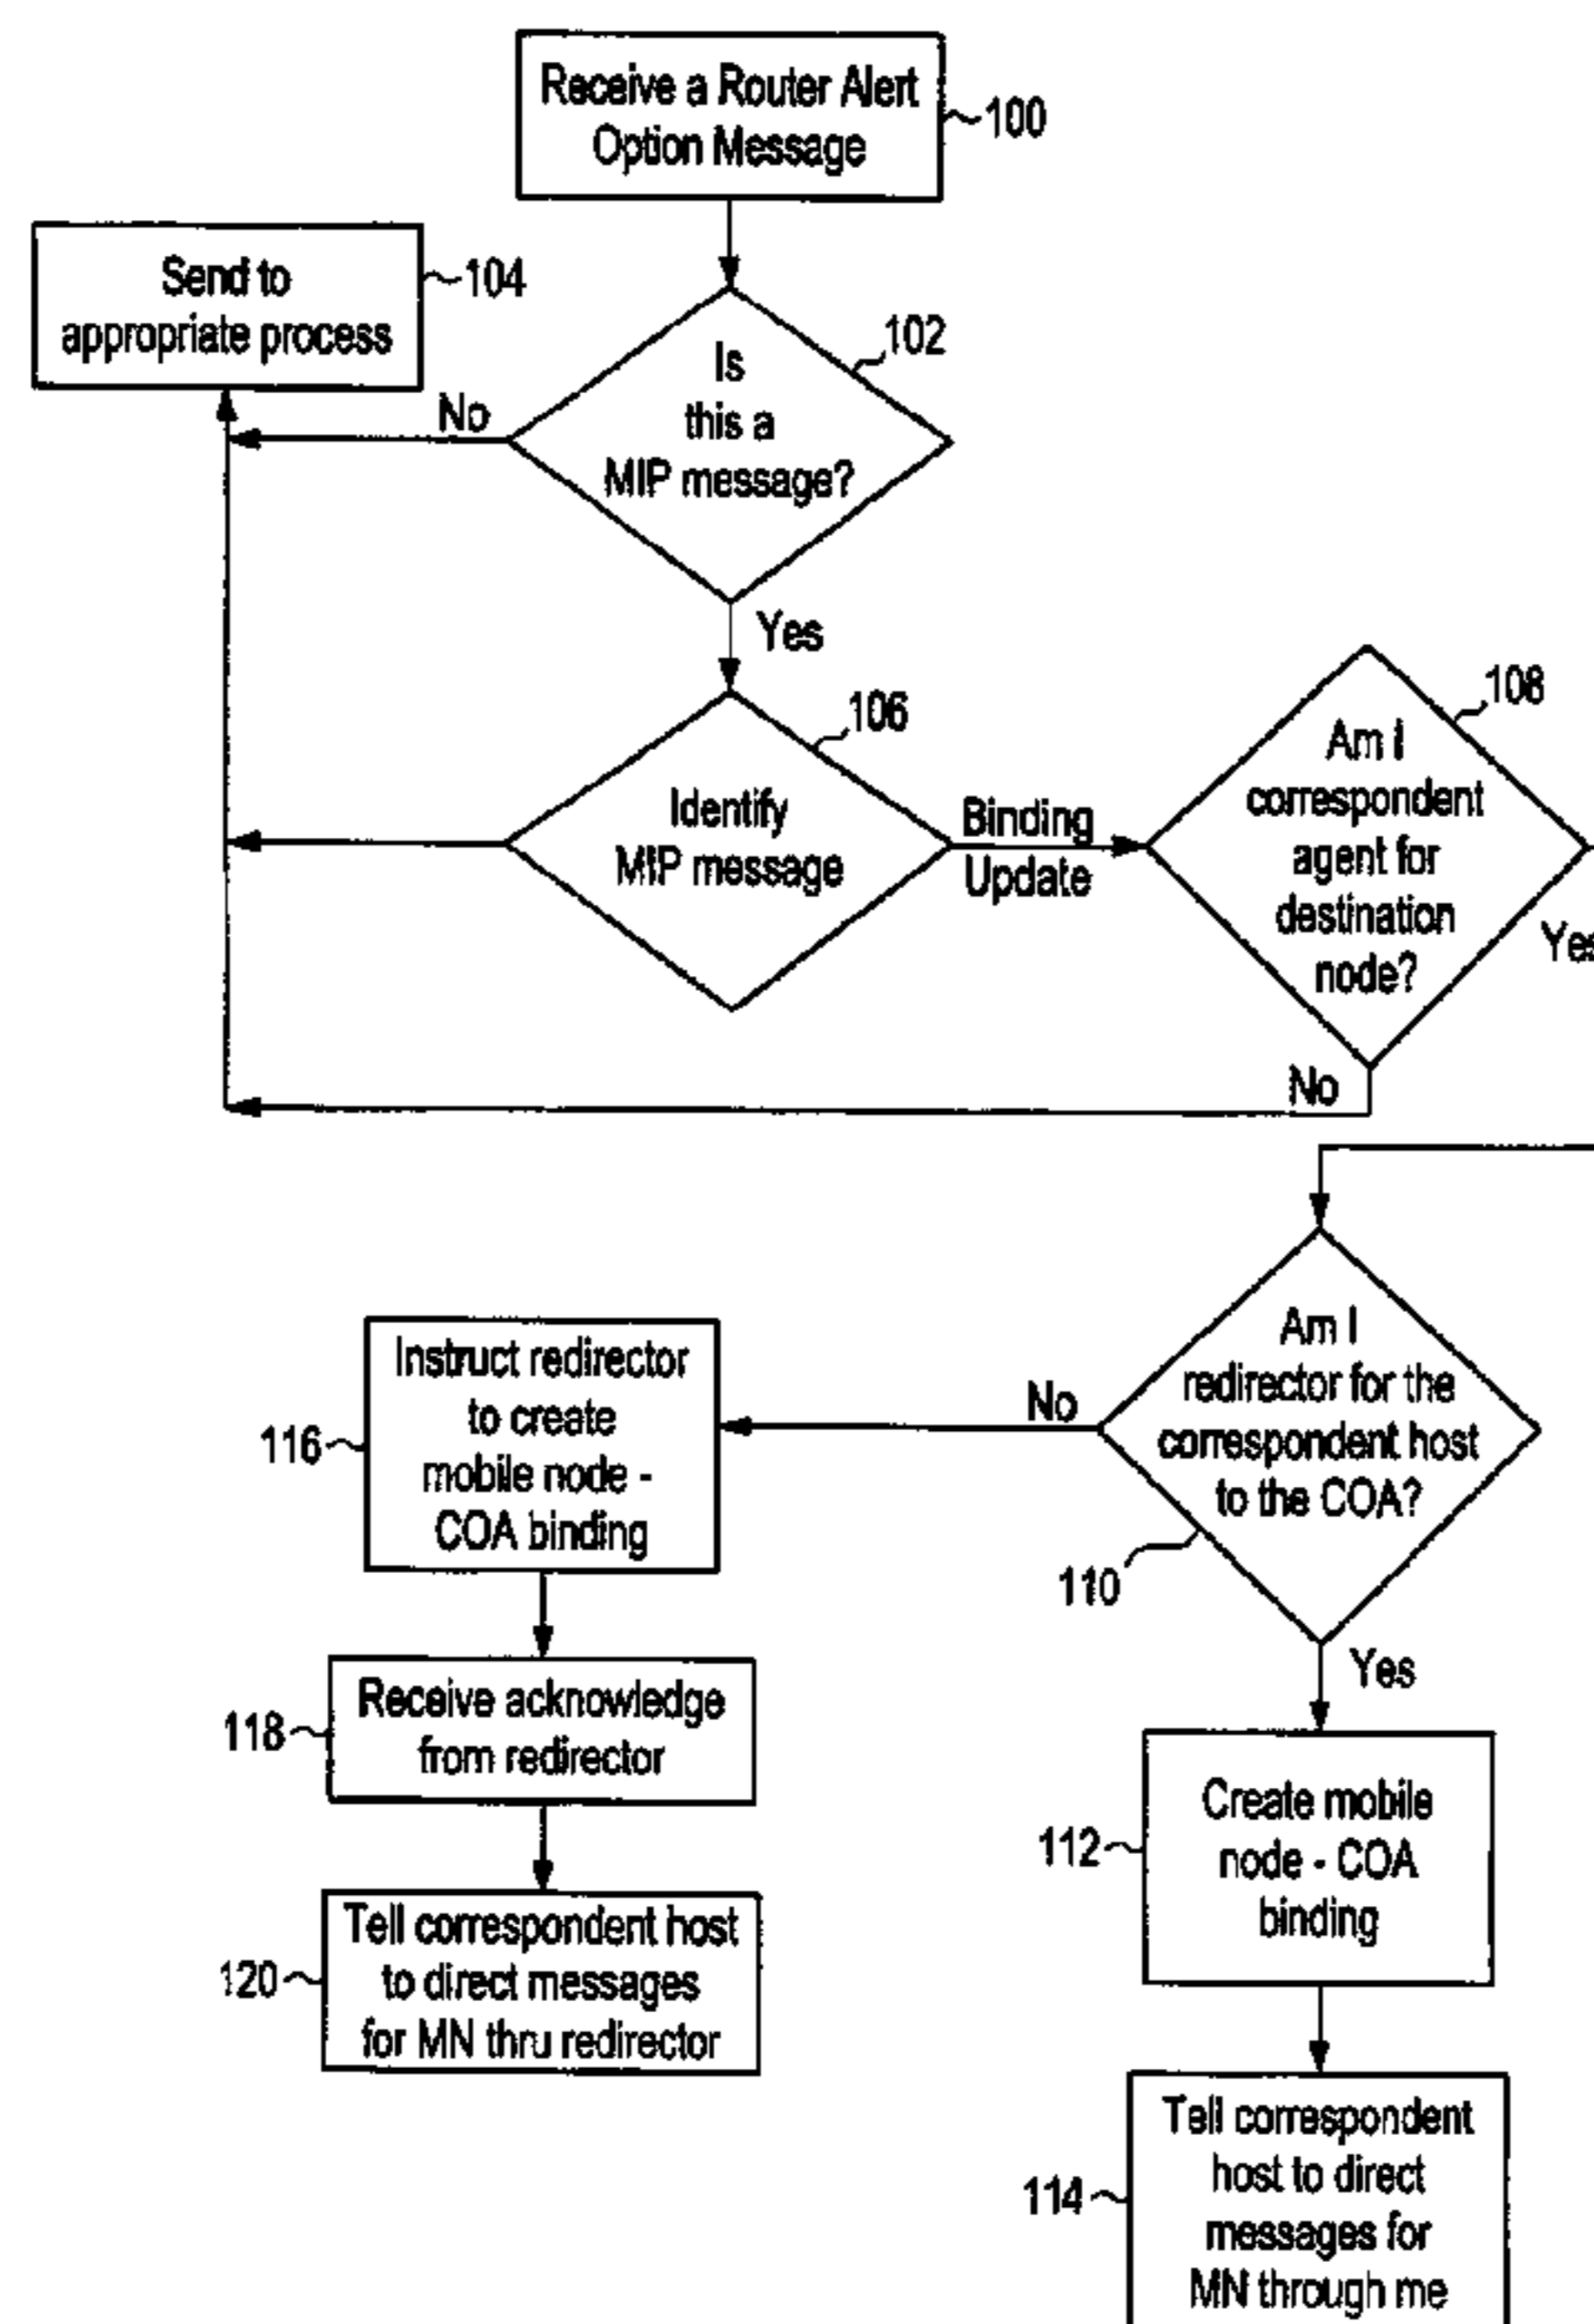 Receive a Router Alert
Option Message
100
Send to
appropriate process
104
Is
this a
MIP message?
102
No
Yes
Identify
MIP message
106
Binding
Update
Am I
correspondent
agent for
destination
node?
108
Yes
No
Am I
redirector for the
correspondent host
to the COA?
110
No
Yes
Instruct redirector
to create
mobile node -
COA binding
116
Receive acknowledge
from redirector
118
Tell correspondent host
to direct messages
for MN thru redirector
120
Create mobile
node - COA
binding
112
Tell correspondent
host to direct
messages for
MN through me
114